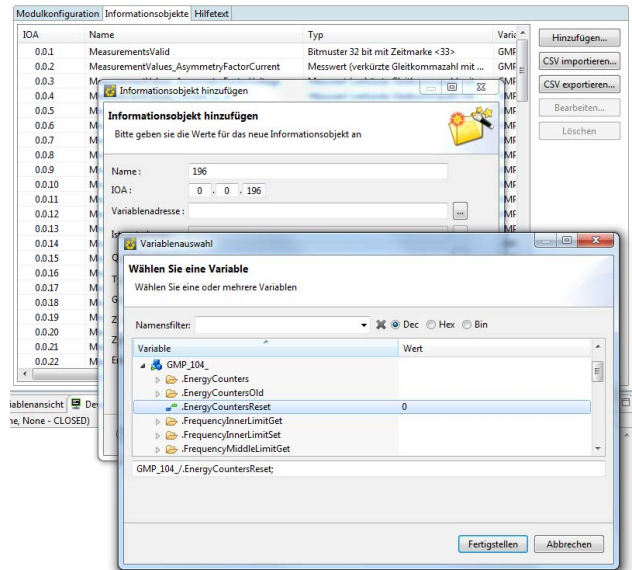 Modulkonfiguration Informationsobjekte Hilfetext
IOA Name Typ
0.0.1 MeasurementsValid Bitmuster 32 bit mit Zeitmarke <33> GMP
0.0.2 MeasurementValues_AsymmetryFactorCurrent Messwert (verkürzte Gleitkommazahl mit ... GMP
0.0.3
0.0.4
0.0.5
0.0.6
0.0.7
0.0.8
0.0.9
0.0.10
0.0.11
0.0.12
0.0.13
0.0.14
0.0.15
0.0.16
0.0.17
0.0.18
0.0.19
0.0.20
0.0.21
0.0.22
Hinzufügen...
CSV importieren...
CSV exportieren...
Bearbeiten...
Löschen
Informationsobjekt hinzufügen
Informationsobjekt hinzufügen
Bitte geben sie die Werte für das neue Informationsobjekt an
Name : 196
IOA : 0 . 0 . 196
Variablenadresse : ...
Variablenauswahl
Wählen Sie eine Variable
Wählen Sie eine oder mehrere Variablen
Namensfilter: Dec Hex Bin
Variable Wert
GMP_104_
.EnergyCounters
.EnergyCountersOld
.EnergyCountersReset 0
.FrequencyInnerLimitGet
.FrequencyInnerLimitSet
.FrequencyMiddleLimitGet
GMP_104_/.EnergyCountersReset;
Fertigstellen Abbrechen
iablenansicht De
ne, None - CLOSED)